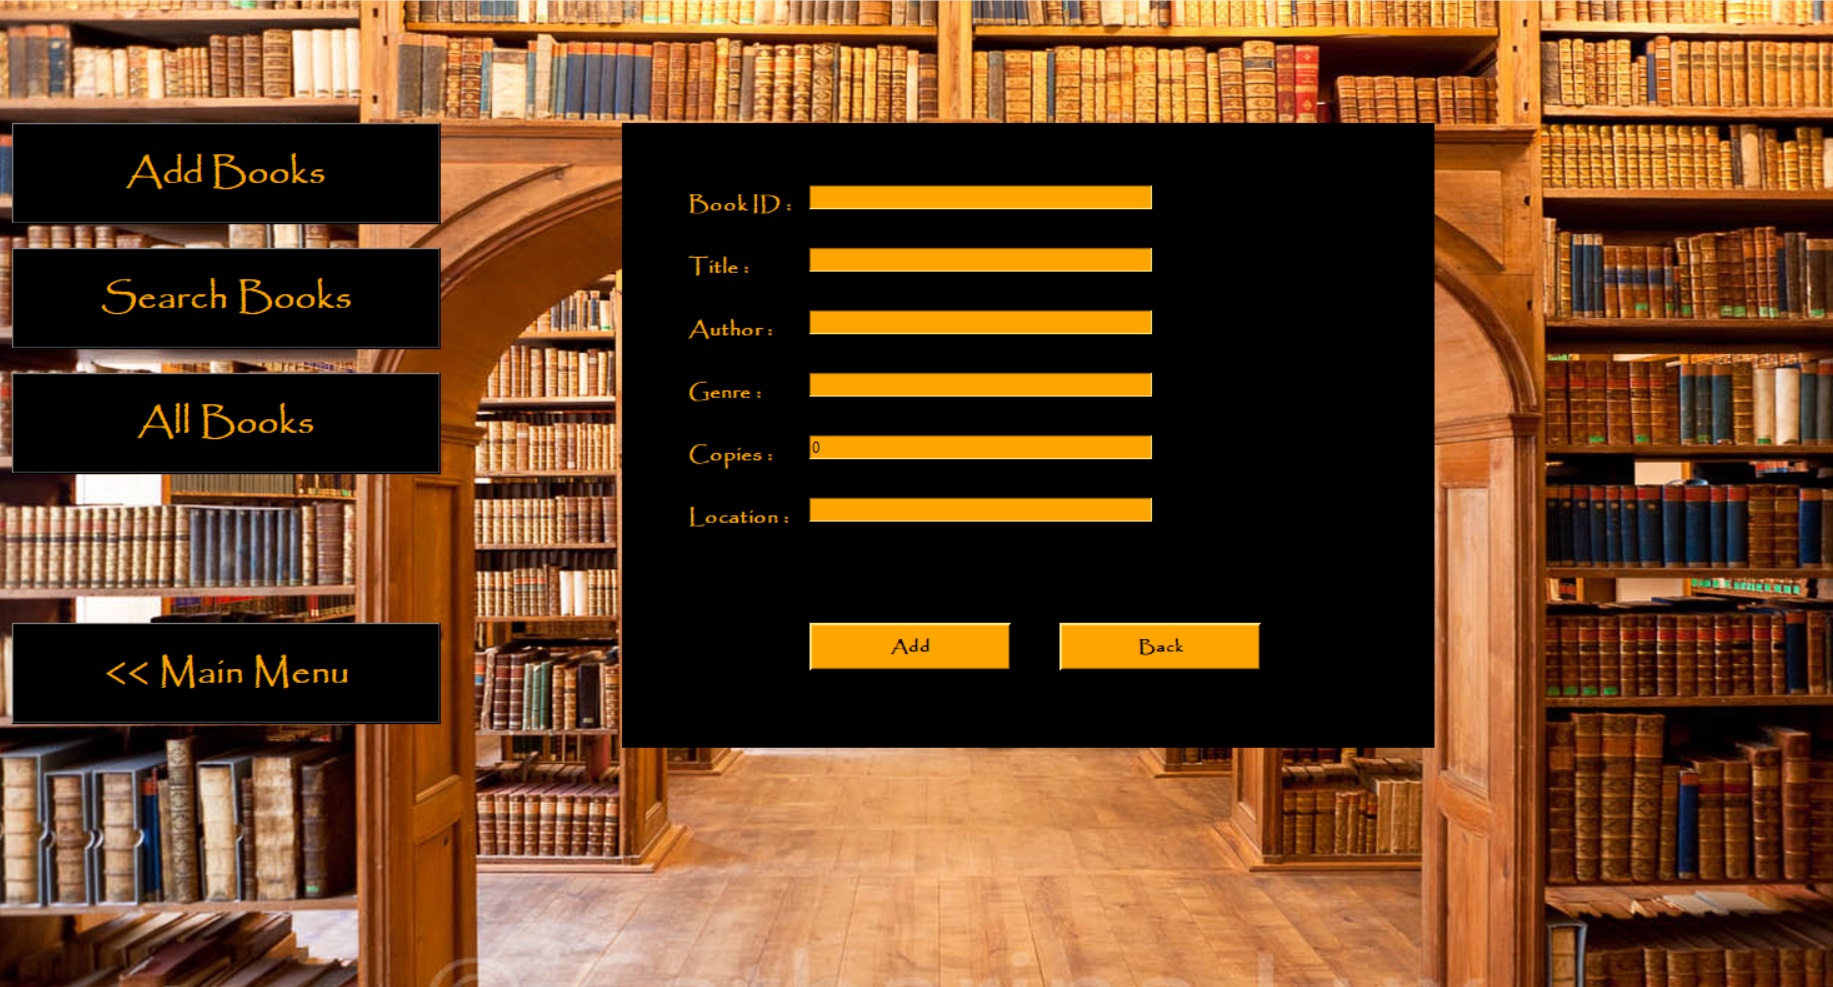 Add Books
Search Books
All Books
<< Main Menu
Book ID :
Title :
Author :
Genre :
Copies : 0
Location :
Add
Back